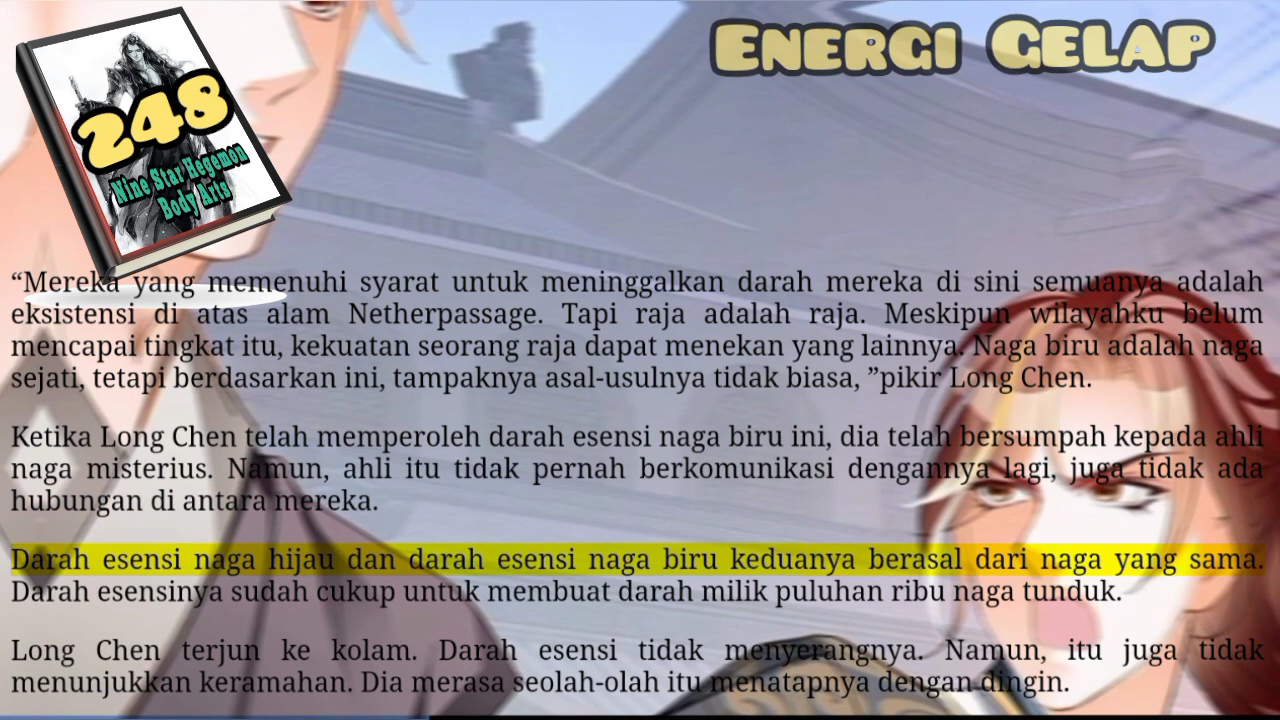 ENERGI GELAP
248
Nine Star Hegemon
Body Arts
“Mereka yang memenuhi syarat untuk meninggalkan darah mereka di sini semuanya adalah
eksistensi di atas alam Netherpassage. Tapi raja adalah raja. Meskipun wilayahku belum
mencapai tingkat itu, kekuatan seorang raja dapat menekan yang lainnya. Naga biru adalah naga
sejati, tetapi berdasarkan ini, tampaknya asal-usulnya tidak biasa, ”pikir Long Chen.
Ketika Long Chen telah memperoleh darah esensi naga biru ini, dia telah bersumpah kepada ahli
naga misterius. Namun, ahli itu tidak pernah berkomunikasi dengannya lagi, juga tidak ada
hubungan di antara mereka.
Darah esensi naga hijau dan darah esensi naga biru keduanya berasal dari naga yang sama.
Darah esensinya sudah cukup untuk membuat darah milik puluhan ribu naga tunduk.
Long Chen terjun ke kolam. Darah esensi tidak menyerangnya. Namun, itu juga tidak
menunjukkan keramahan. Dia merasa seolah-olah itu menatapnya dengan dingin.